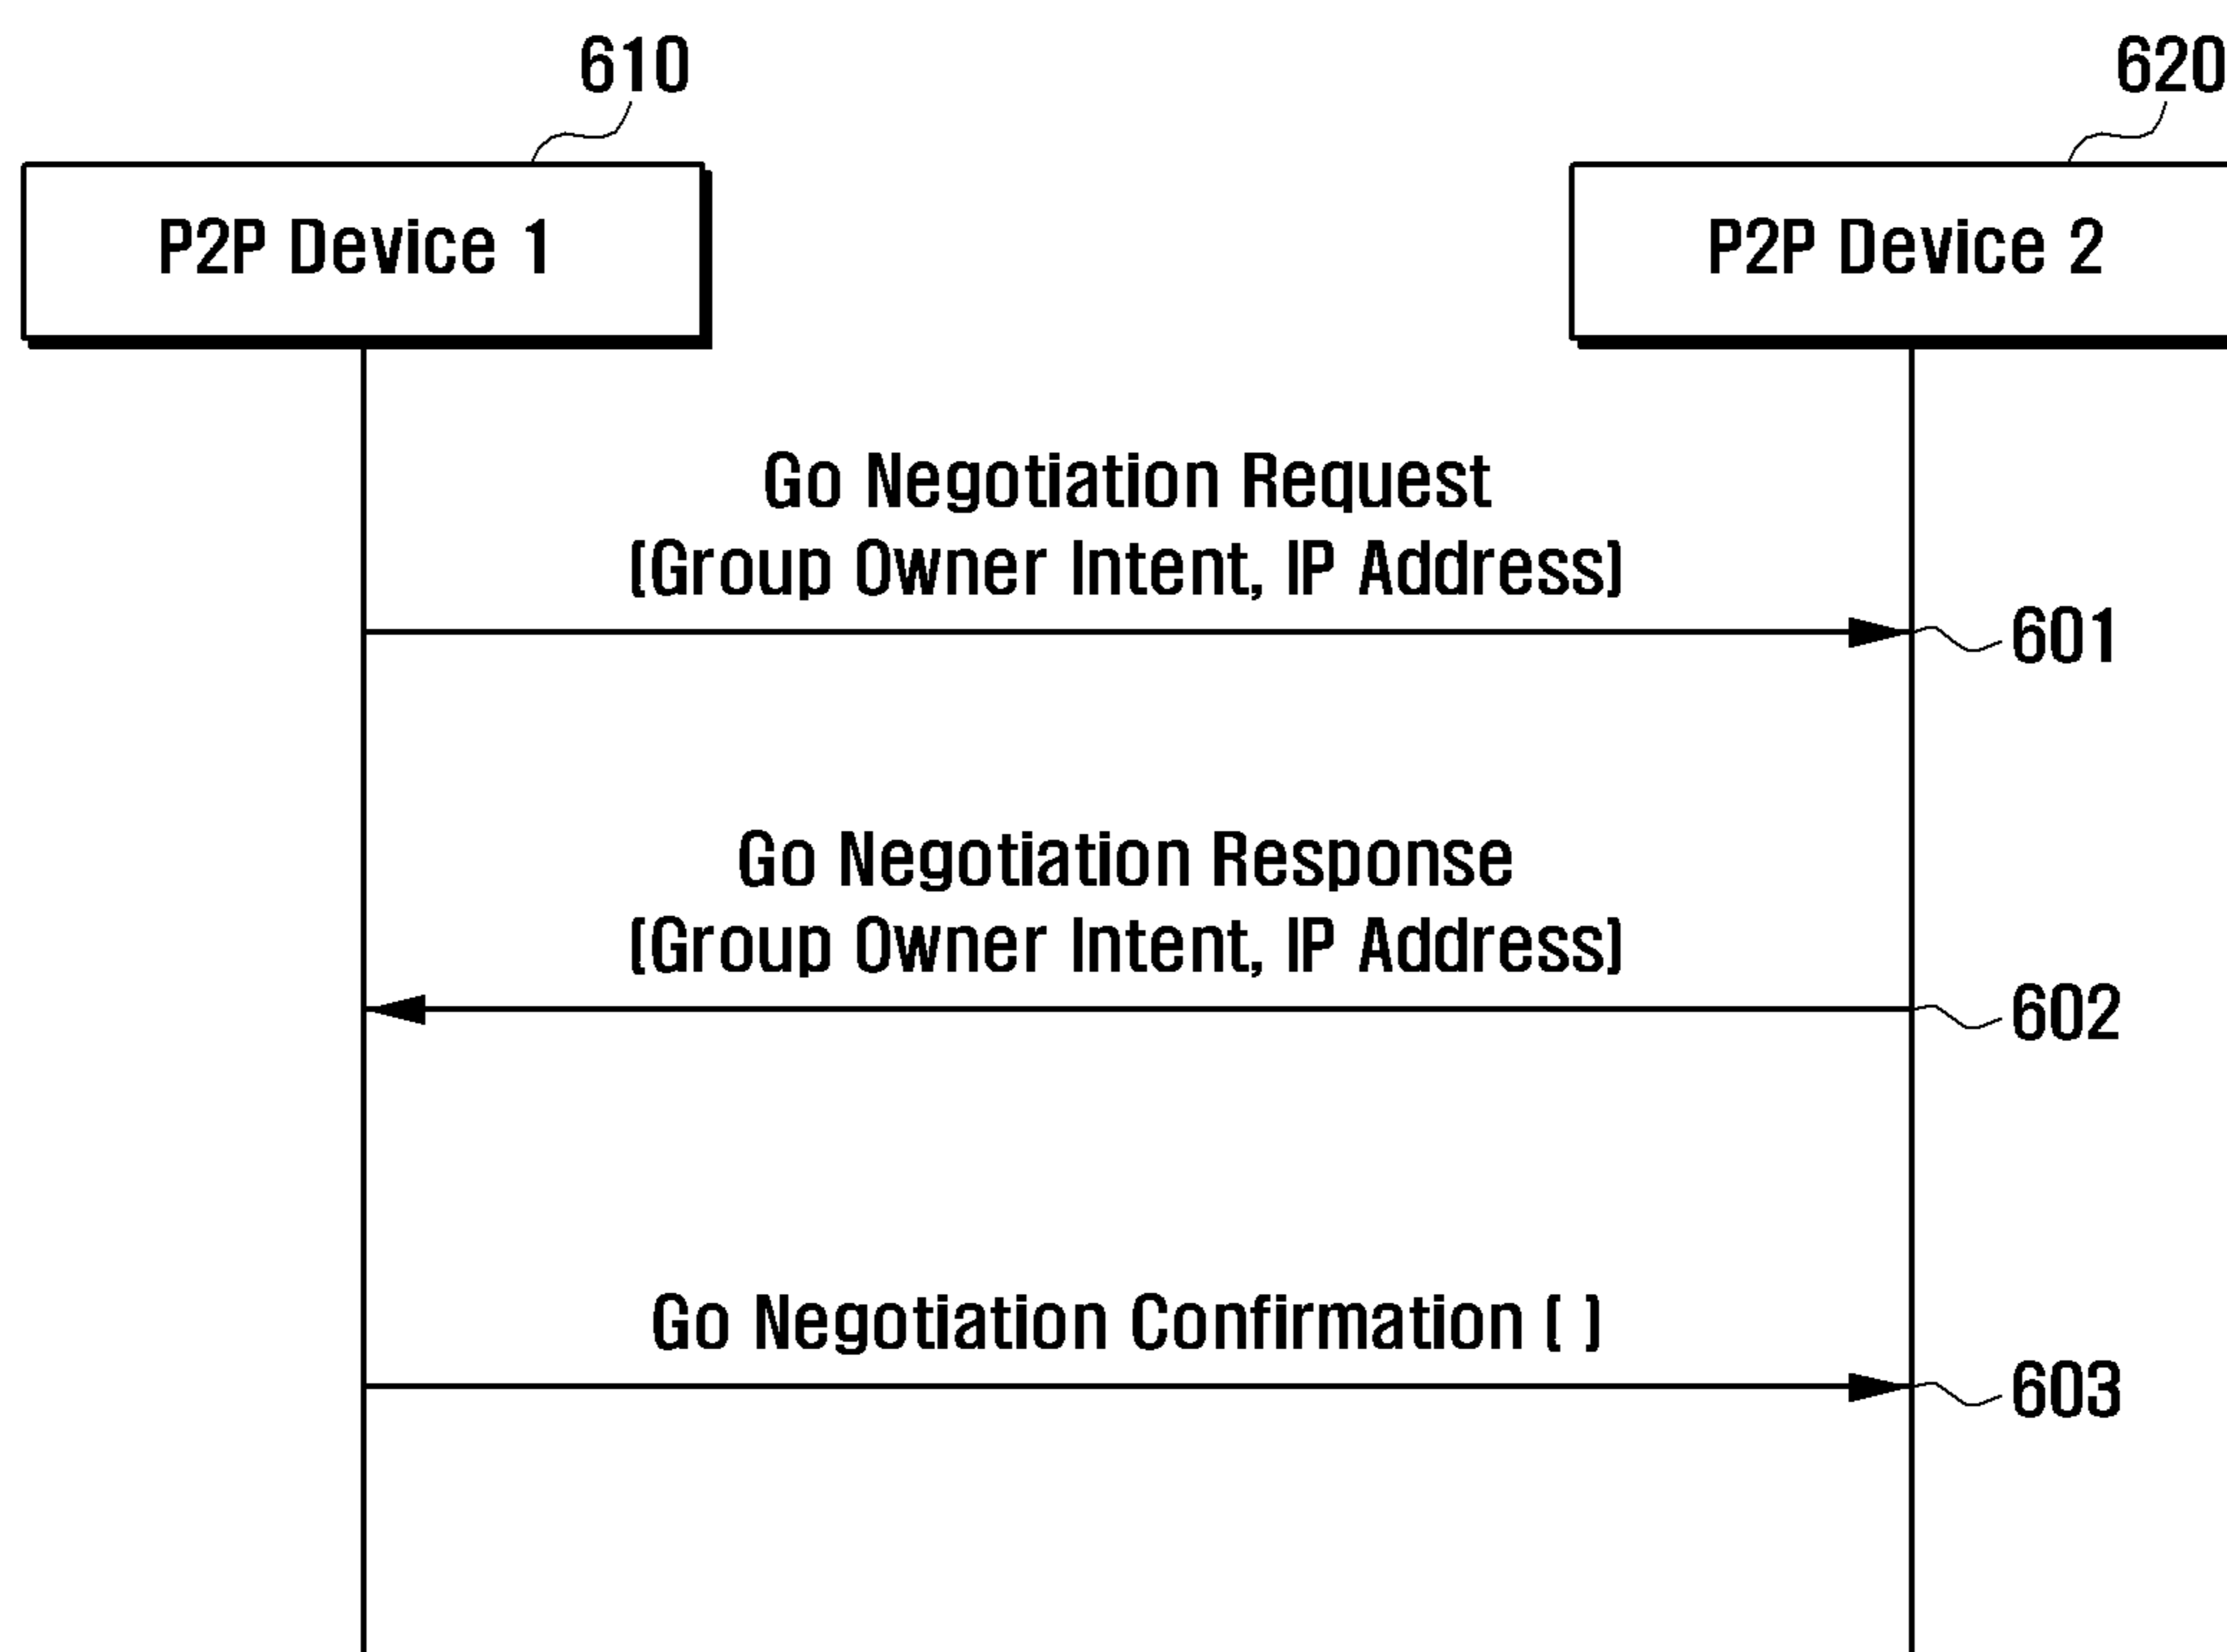 610
620
P2P Device 1
P2P Device 2
Go Negotiation Request
(Group Owner Intent, IP Address)
601
Go Negotiation Response
(Group Owner Intent, IP Address)
602
Go Negotiation Confirmation ( )
603